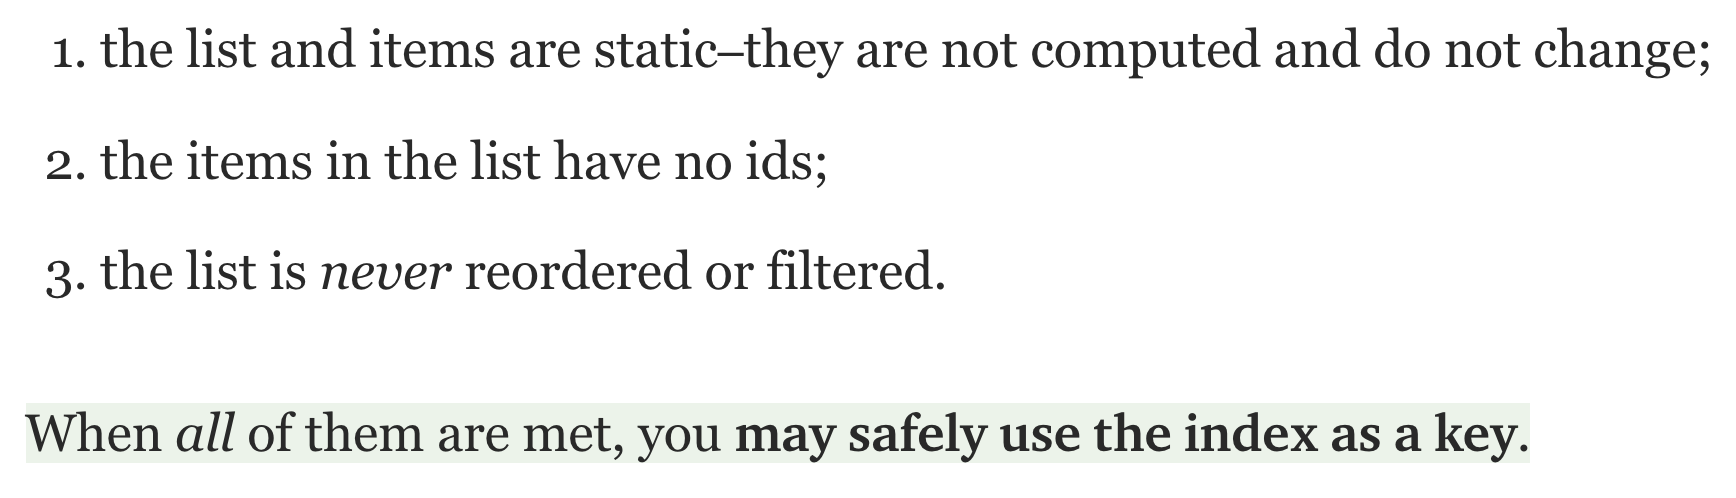 1. the list and items are static–they are not computed and do not change;
2. the items in the list have no ids;
3. the list is never reordered or filtered.
When all of them are met, you may safely use the index as a key.